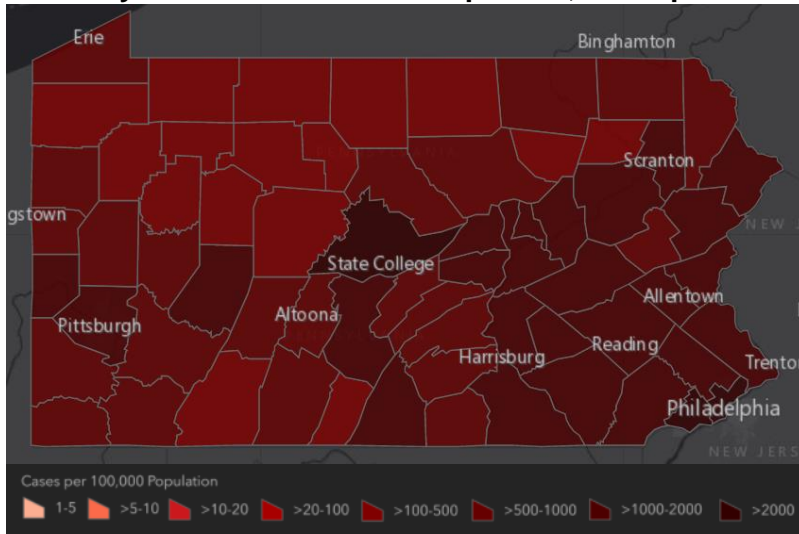 Erie
Binghamton
Scranton
gstown
NEW J
State College
Allentown
Pittsburgh
Altoona
Reading
Harrisburg
Trento
Philadelphia
NEW JERS
Cases per 100,000 Population
1-5 >5-10 >10-20 >20-100 >100-500 >500-1000 >1000-2000 >2000